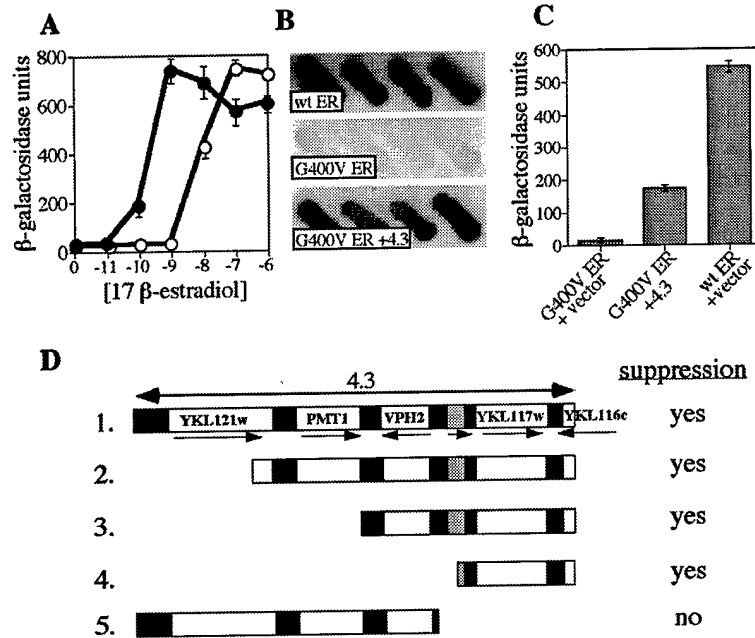 A
B
C
β-galactosidase units
800
600
400
200
0
0
-11
-10
-9
-8
-7
-6
[17 β-estradiol]
wt ER
G400V ER
G400V ER +4.3
β-galactosidase units
600
500
400
300
200
100
0
G400V ER
+ vector
G400V ER
+4.3
wt ER
+vector
D
4.3
suppression
1.
YKL121w
PMT1
VPH2
YKL117w
YKL116c
yes
2.
yes
3.
yes
4.
yes
5.
no